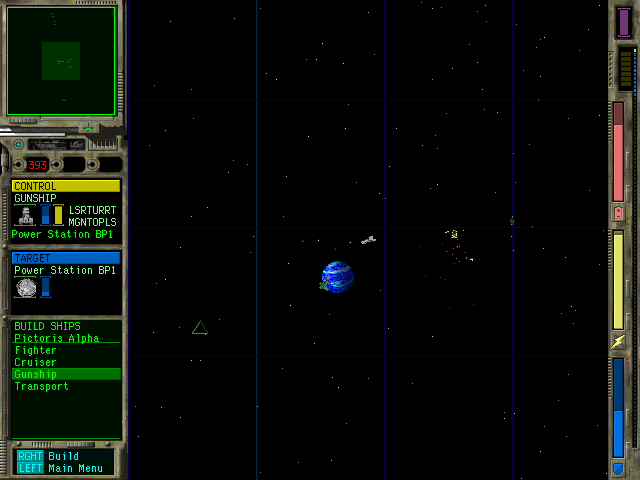 393
CONTROL
GUNSHIP
LSRTURRT
MGNTOPLS
Power Station BP1
TARGET
Power Station BP1
BUILD SHIPS
Pictoris Alpha
Fighter
Cruiser
Gunship
Transport
RGHT Build
LEFT Main Menu